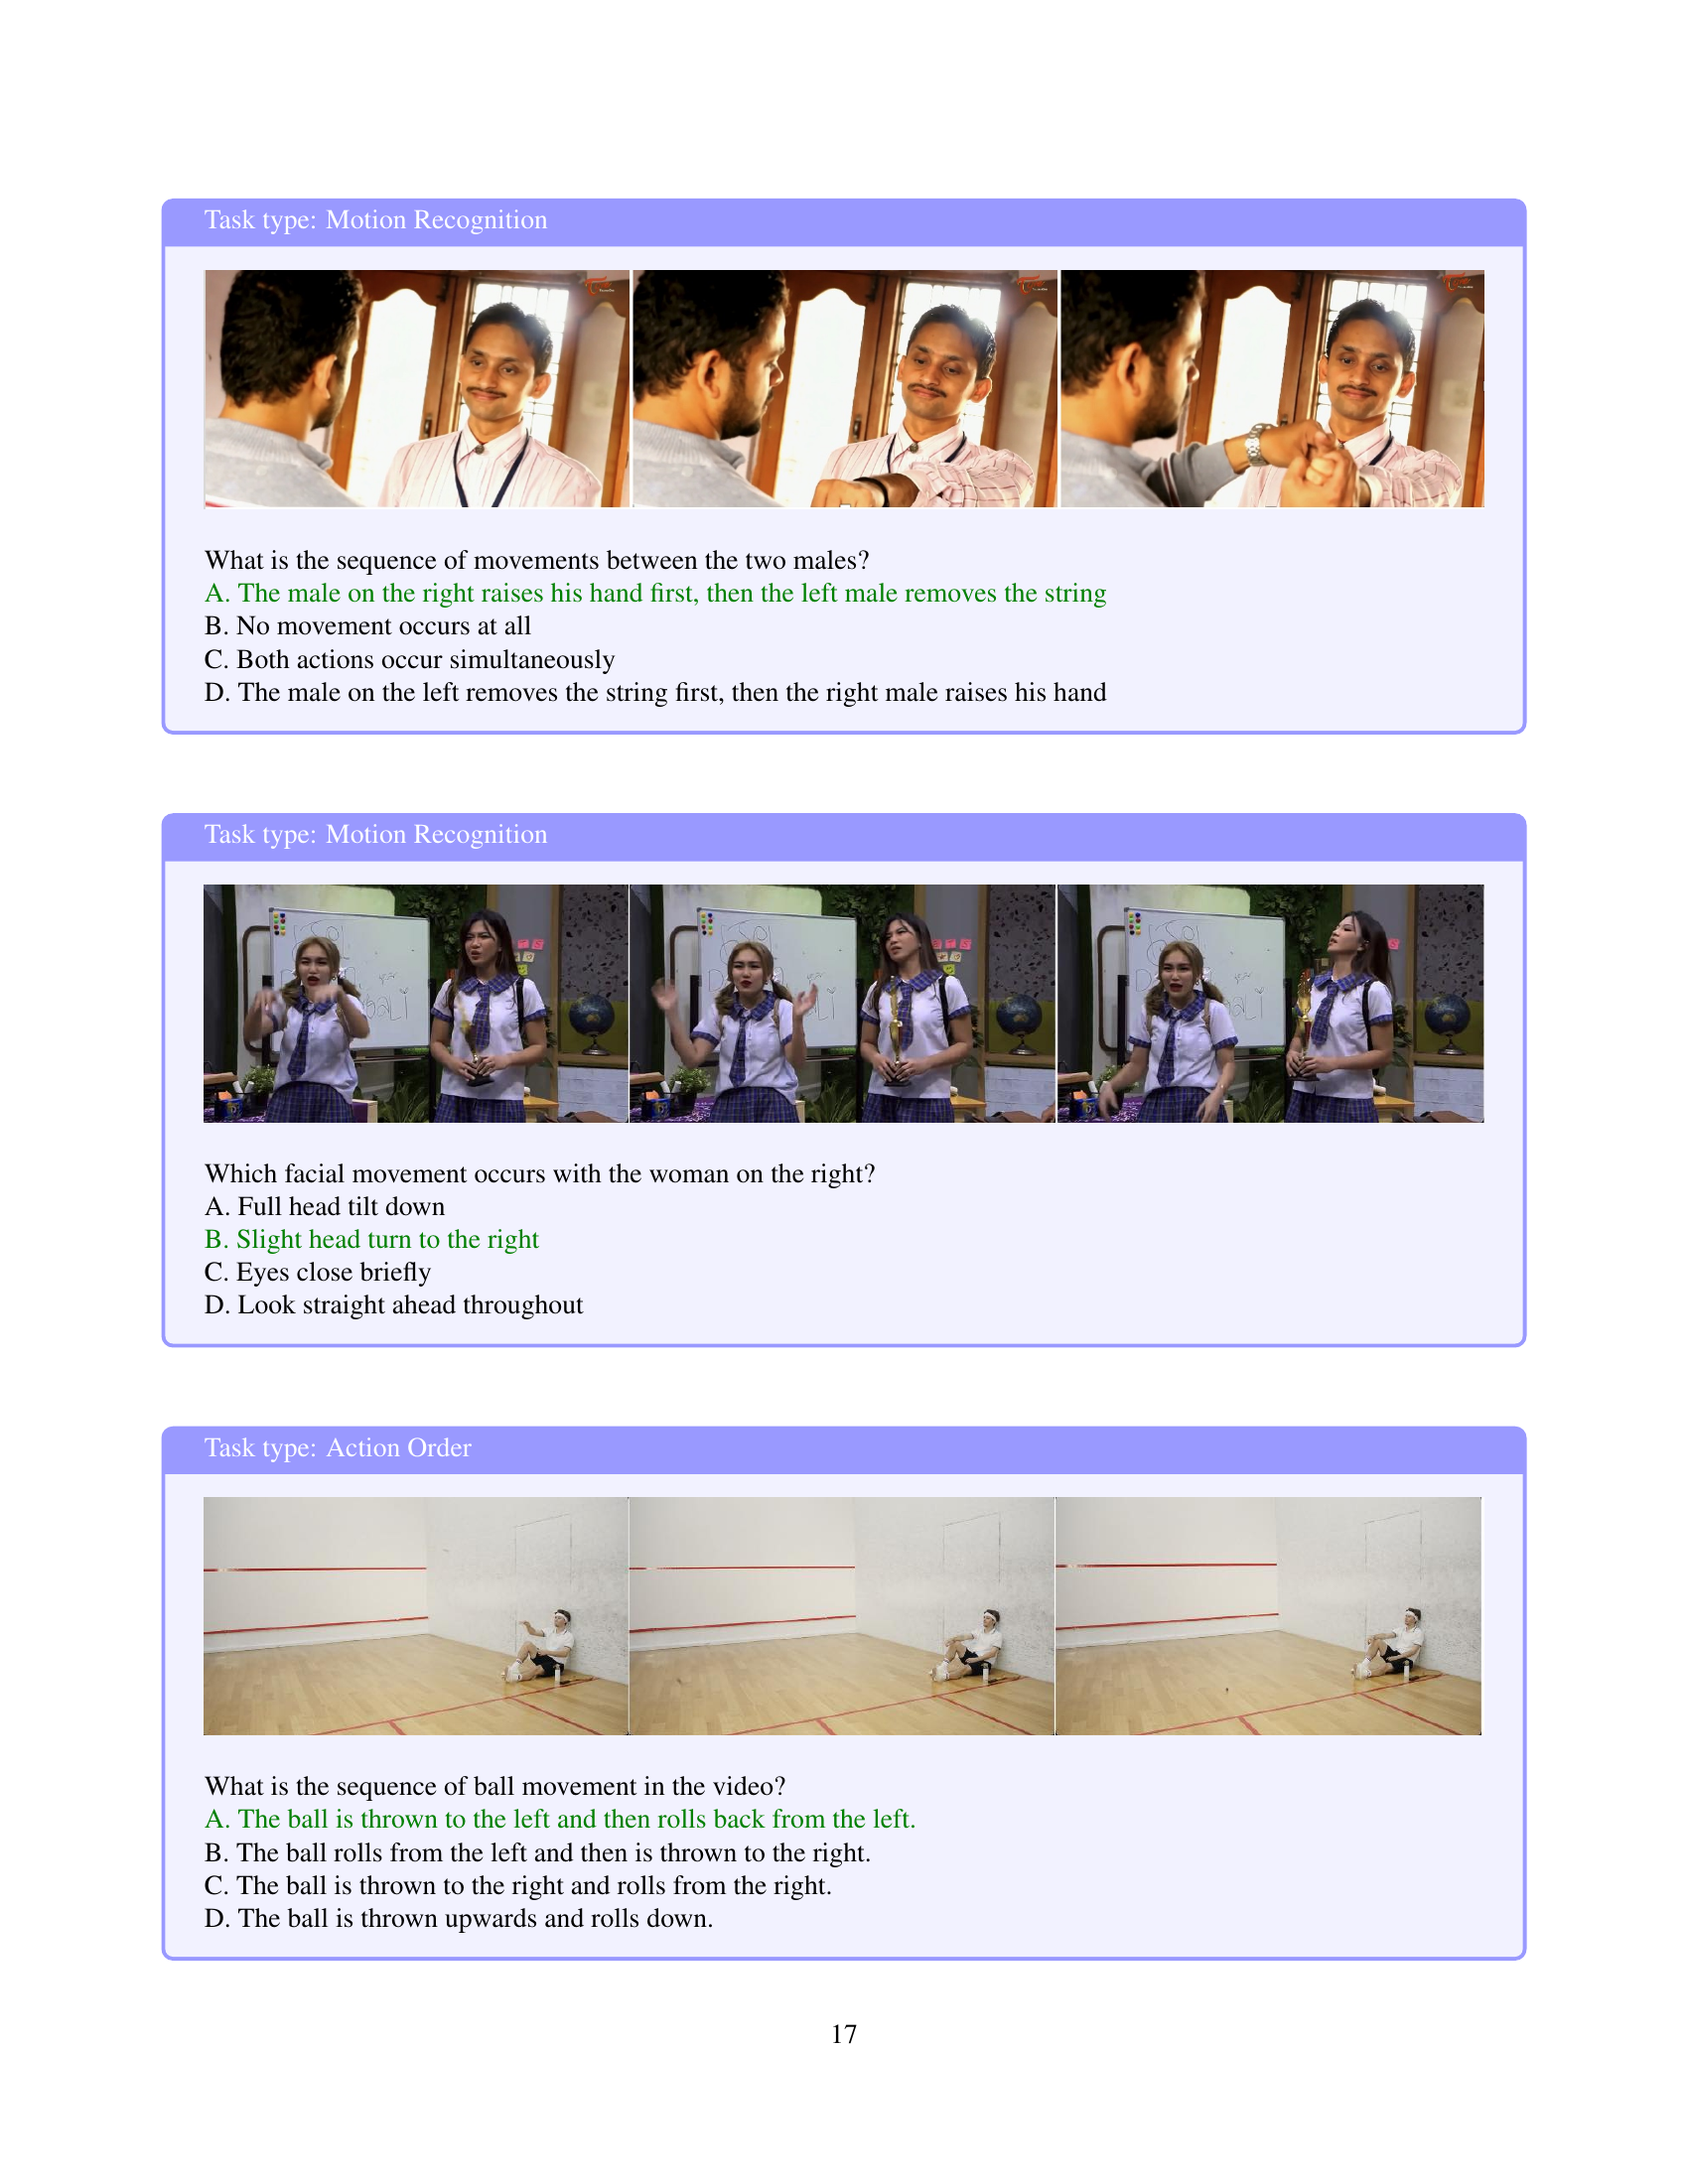 Task type: Motion Recognition
What is the sequence of movements between the two males?
A. The male on the right raises his hand first, then the left male removes the string
B. No movement occurs at all
C. Both actions occur simultaneously
D. The male on the left removes the string first, then the right male raises his hand
Task type: Motion Recognition
Which facial movement occurs with the woman on the right?
A. Full head tilt down
B. Slight head turn to the right
C. Eyes close briefly
D. Look straight ahead throughout
Task type: Action Order
What is the sequence of ball movement in the video?
A. The ball is thrown to the left and then rolls back from the left.
B. The ball rolls from the left and then is thrown to the right.
C. The ball is thrown to the right and rolls from the right.
D. The ball is thrown upwards and rolls down.
17